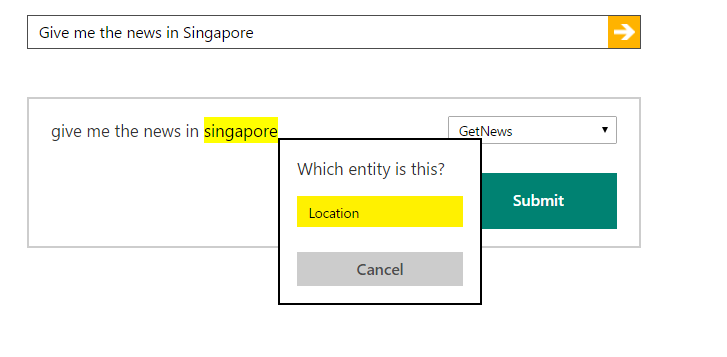 Give me the news in Singapore
give me the news in singapore
GetNews
Which entity is this?
Location
Submit
Cancel